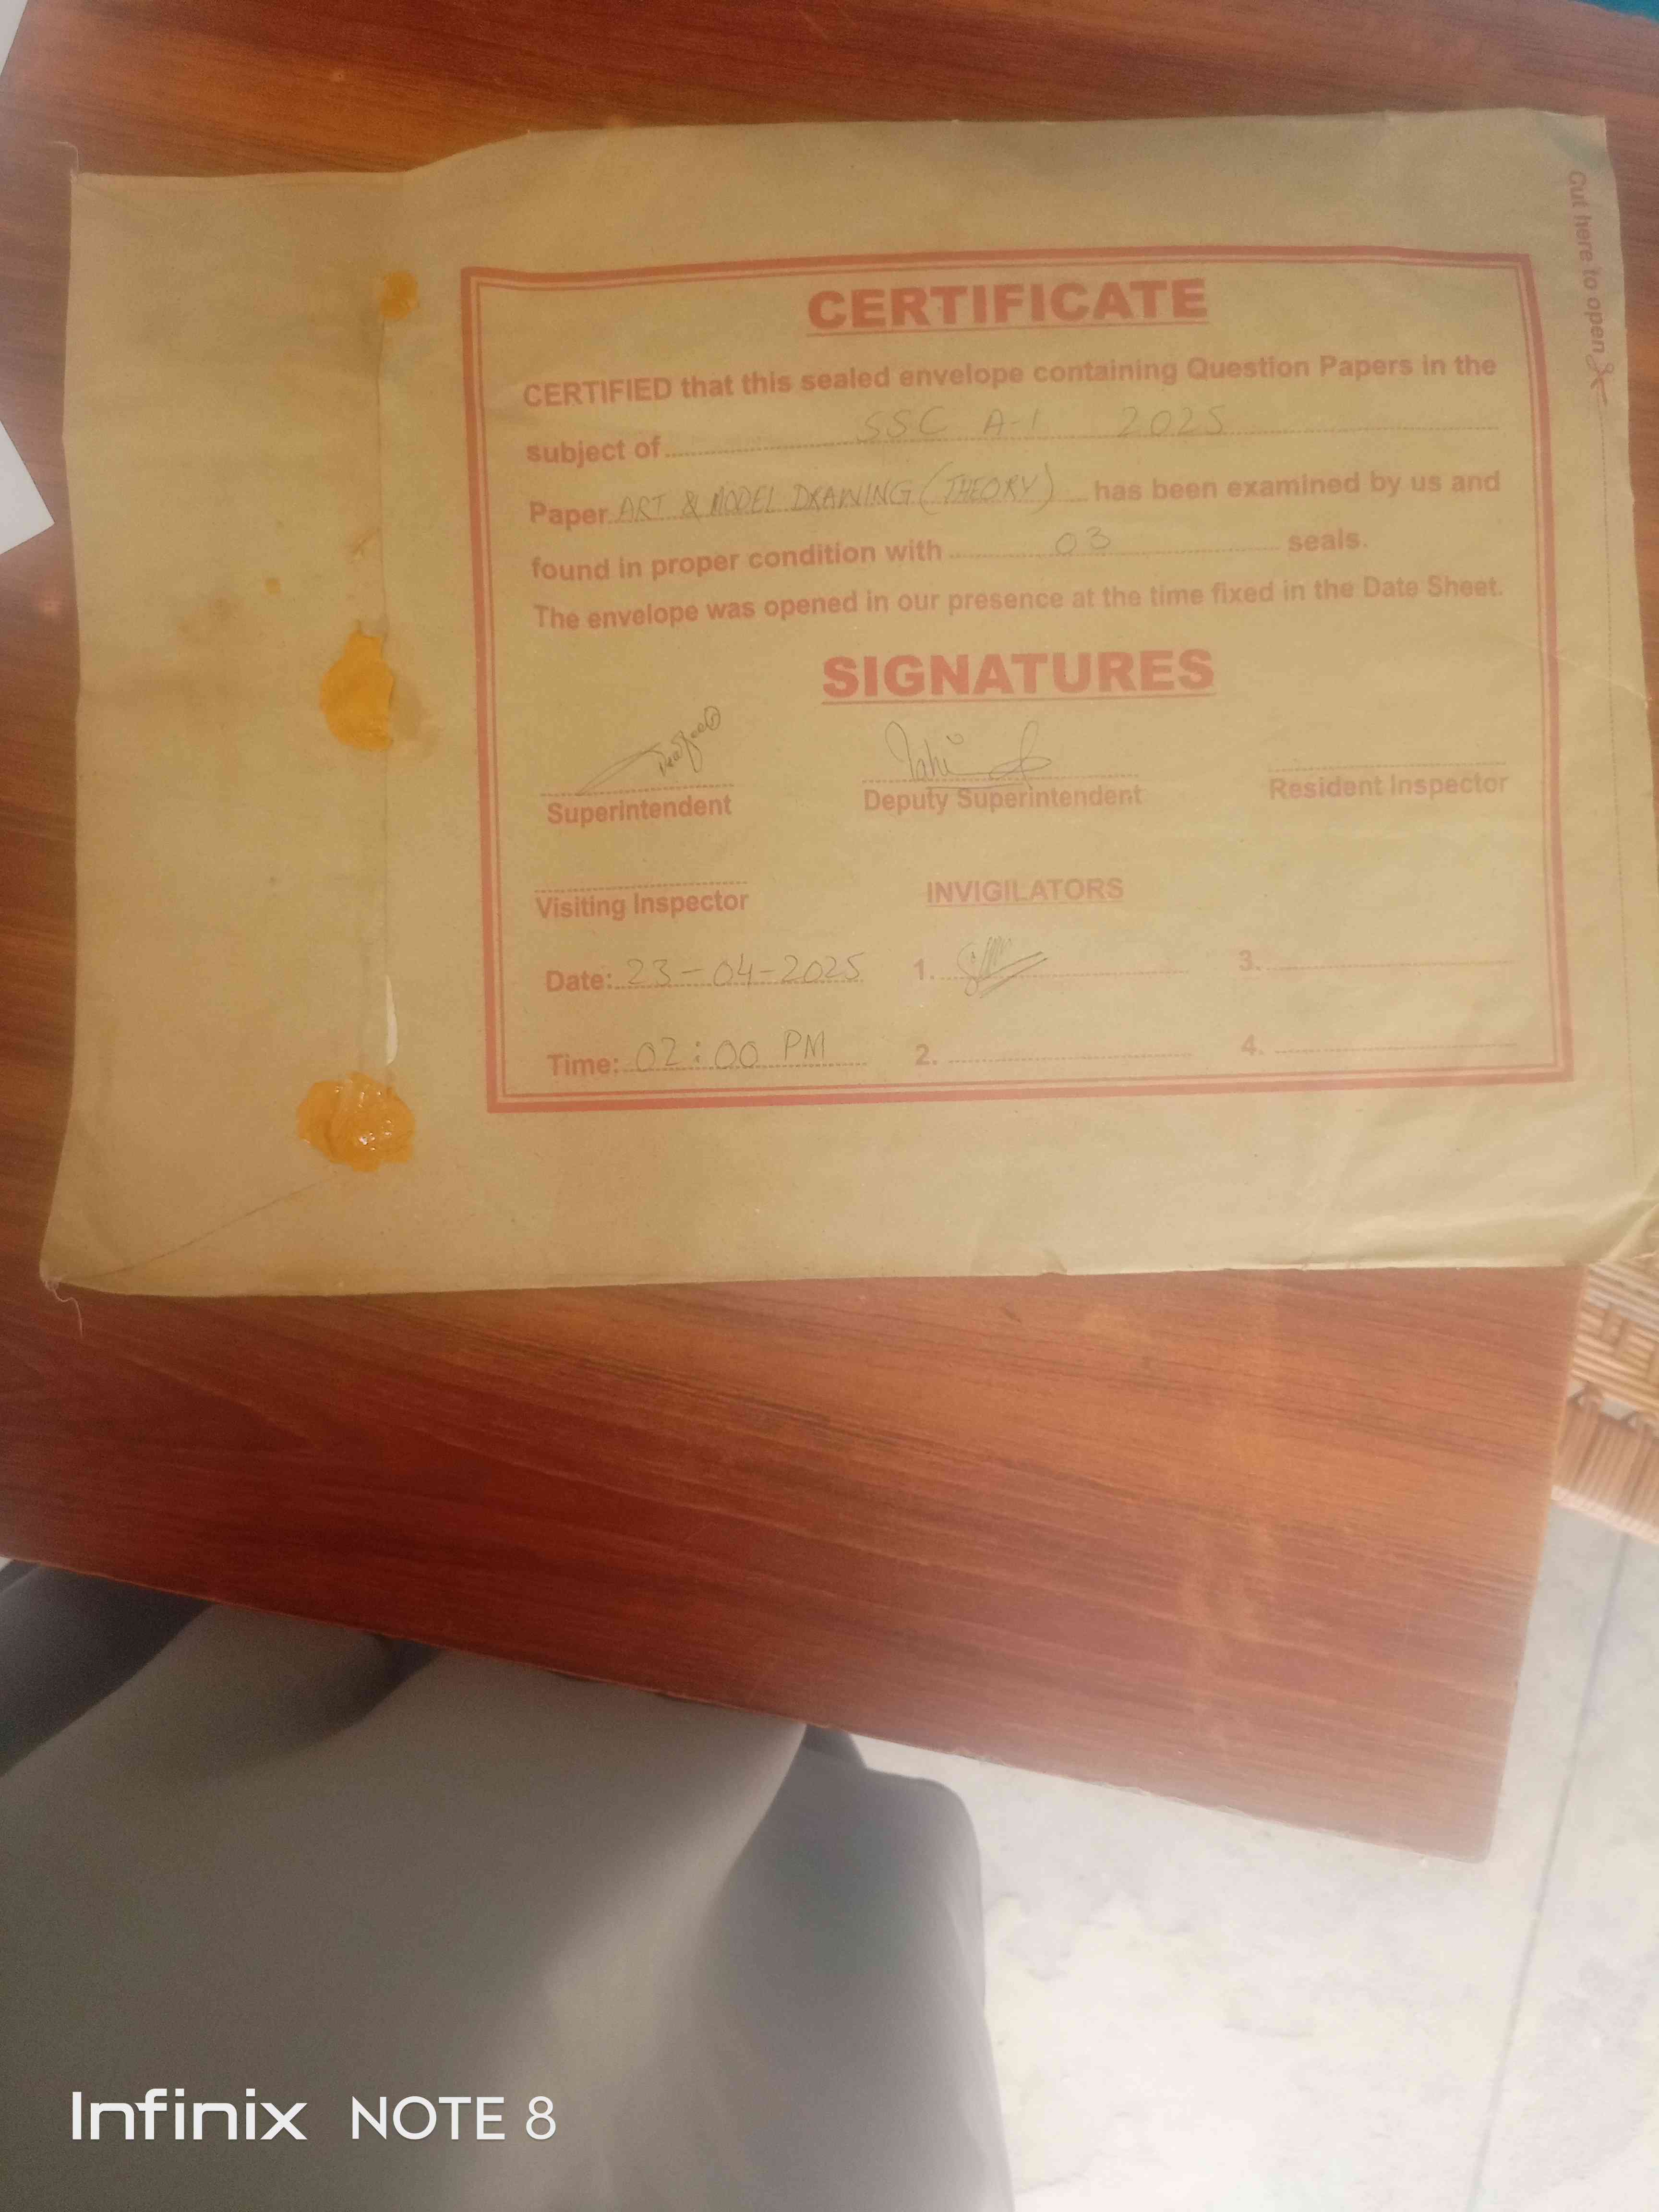 Cut here to open
CERTIFICATE
CERTIFIED that this sealed envelope containing Question Papers in the
subject of SSC A-1 2025
Paper ART & MODEL DRAWING (THEORY) has been examined by us and
found in proper condition with 03 seals.
The envelope was opened in our presence at the time fixed in the Date Sheet.
SIGNATURES
Superintendent Deputy Superintendent Resident Inspector
Visiting Inspector INVIGILATORS
Date: 23-04-2025 1. 3.
Time: 02:00 PM 2. 4.
Infinix NOTE 8